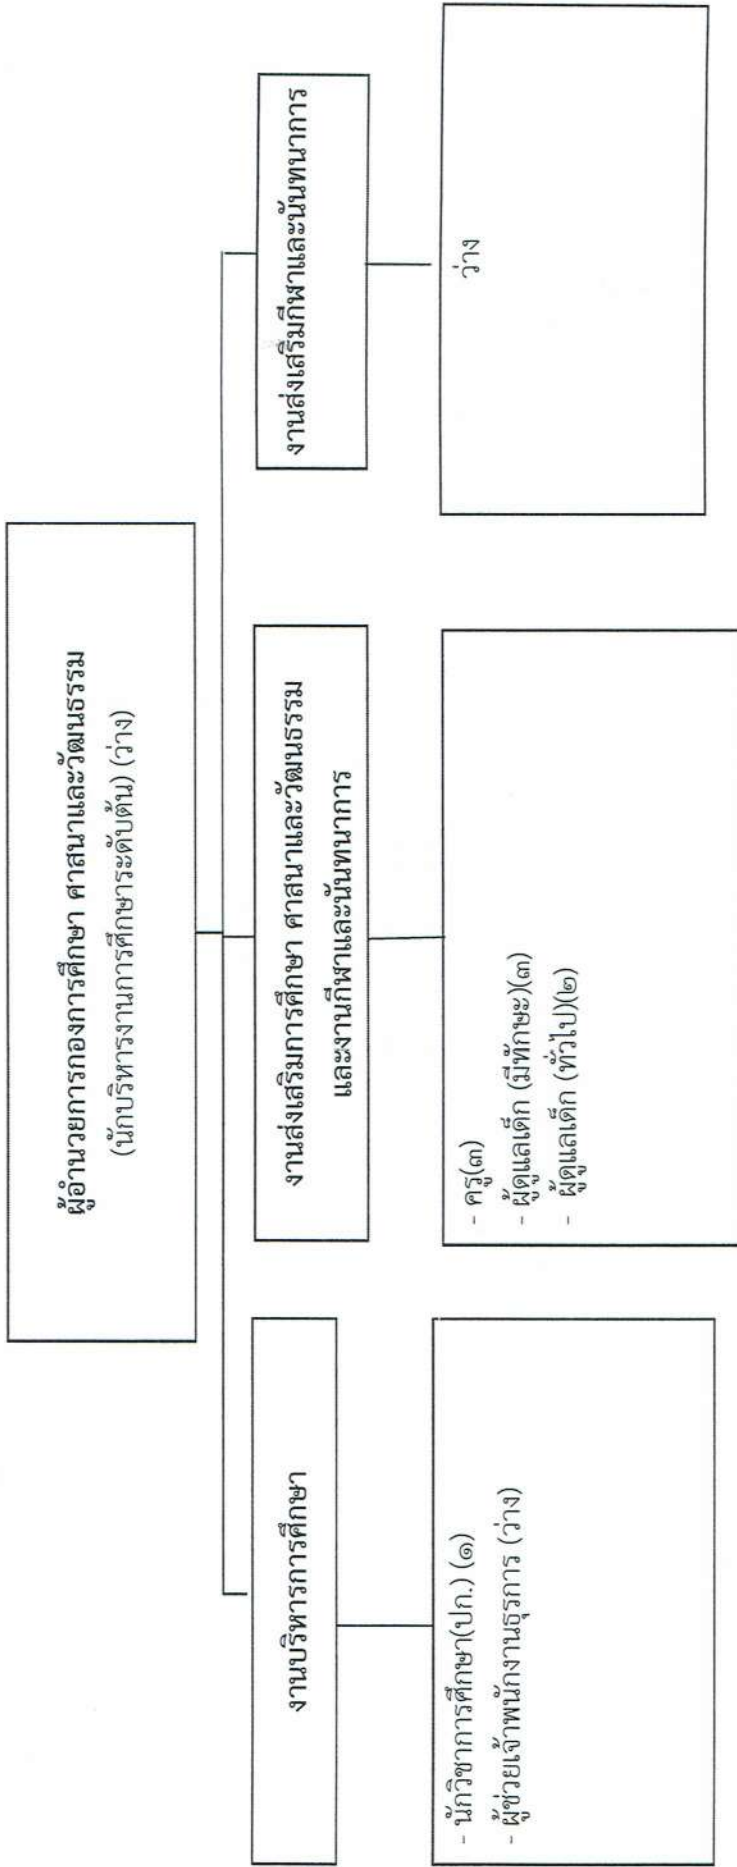 ผู้อำนวยการกองการศึกษา ศาสนาและวัฒนธรรม
(นักบริหารงานการศึกษาระดับต้น) (ว่าง)
งานบริหารการศึกษา
- นักวิชาการศึกษา(ปก.) (๑)
- ผู้ช่วยเจ้าพนักงานธุรการ (ว่าง)
งานส่งเสริมการศึกษา ศาสนาและวัฒนธรรม
และงานกีฬาและนันทนาการ
- ครู(๓)
- ผู้ดูแลเด็ก (มีทักษะ)(๓)
- ผู้ดูแลเด็ก (ทั่วไป)(๒)
งานส่งเสริมกีฬาและนันทนาการ
ว่าง